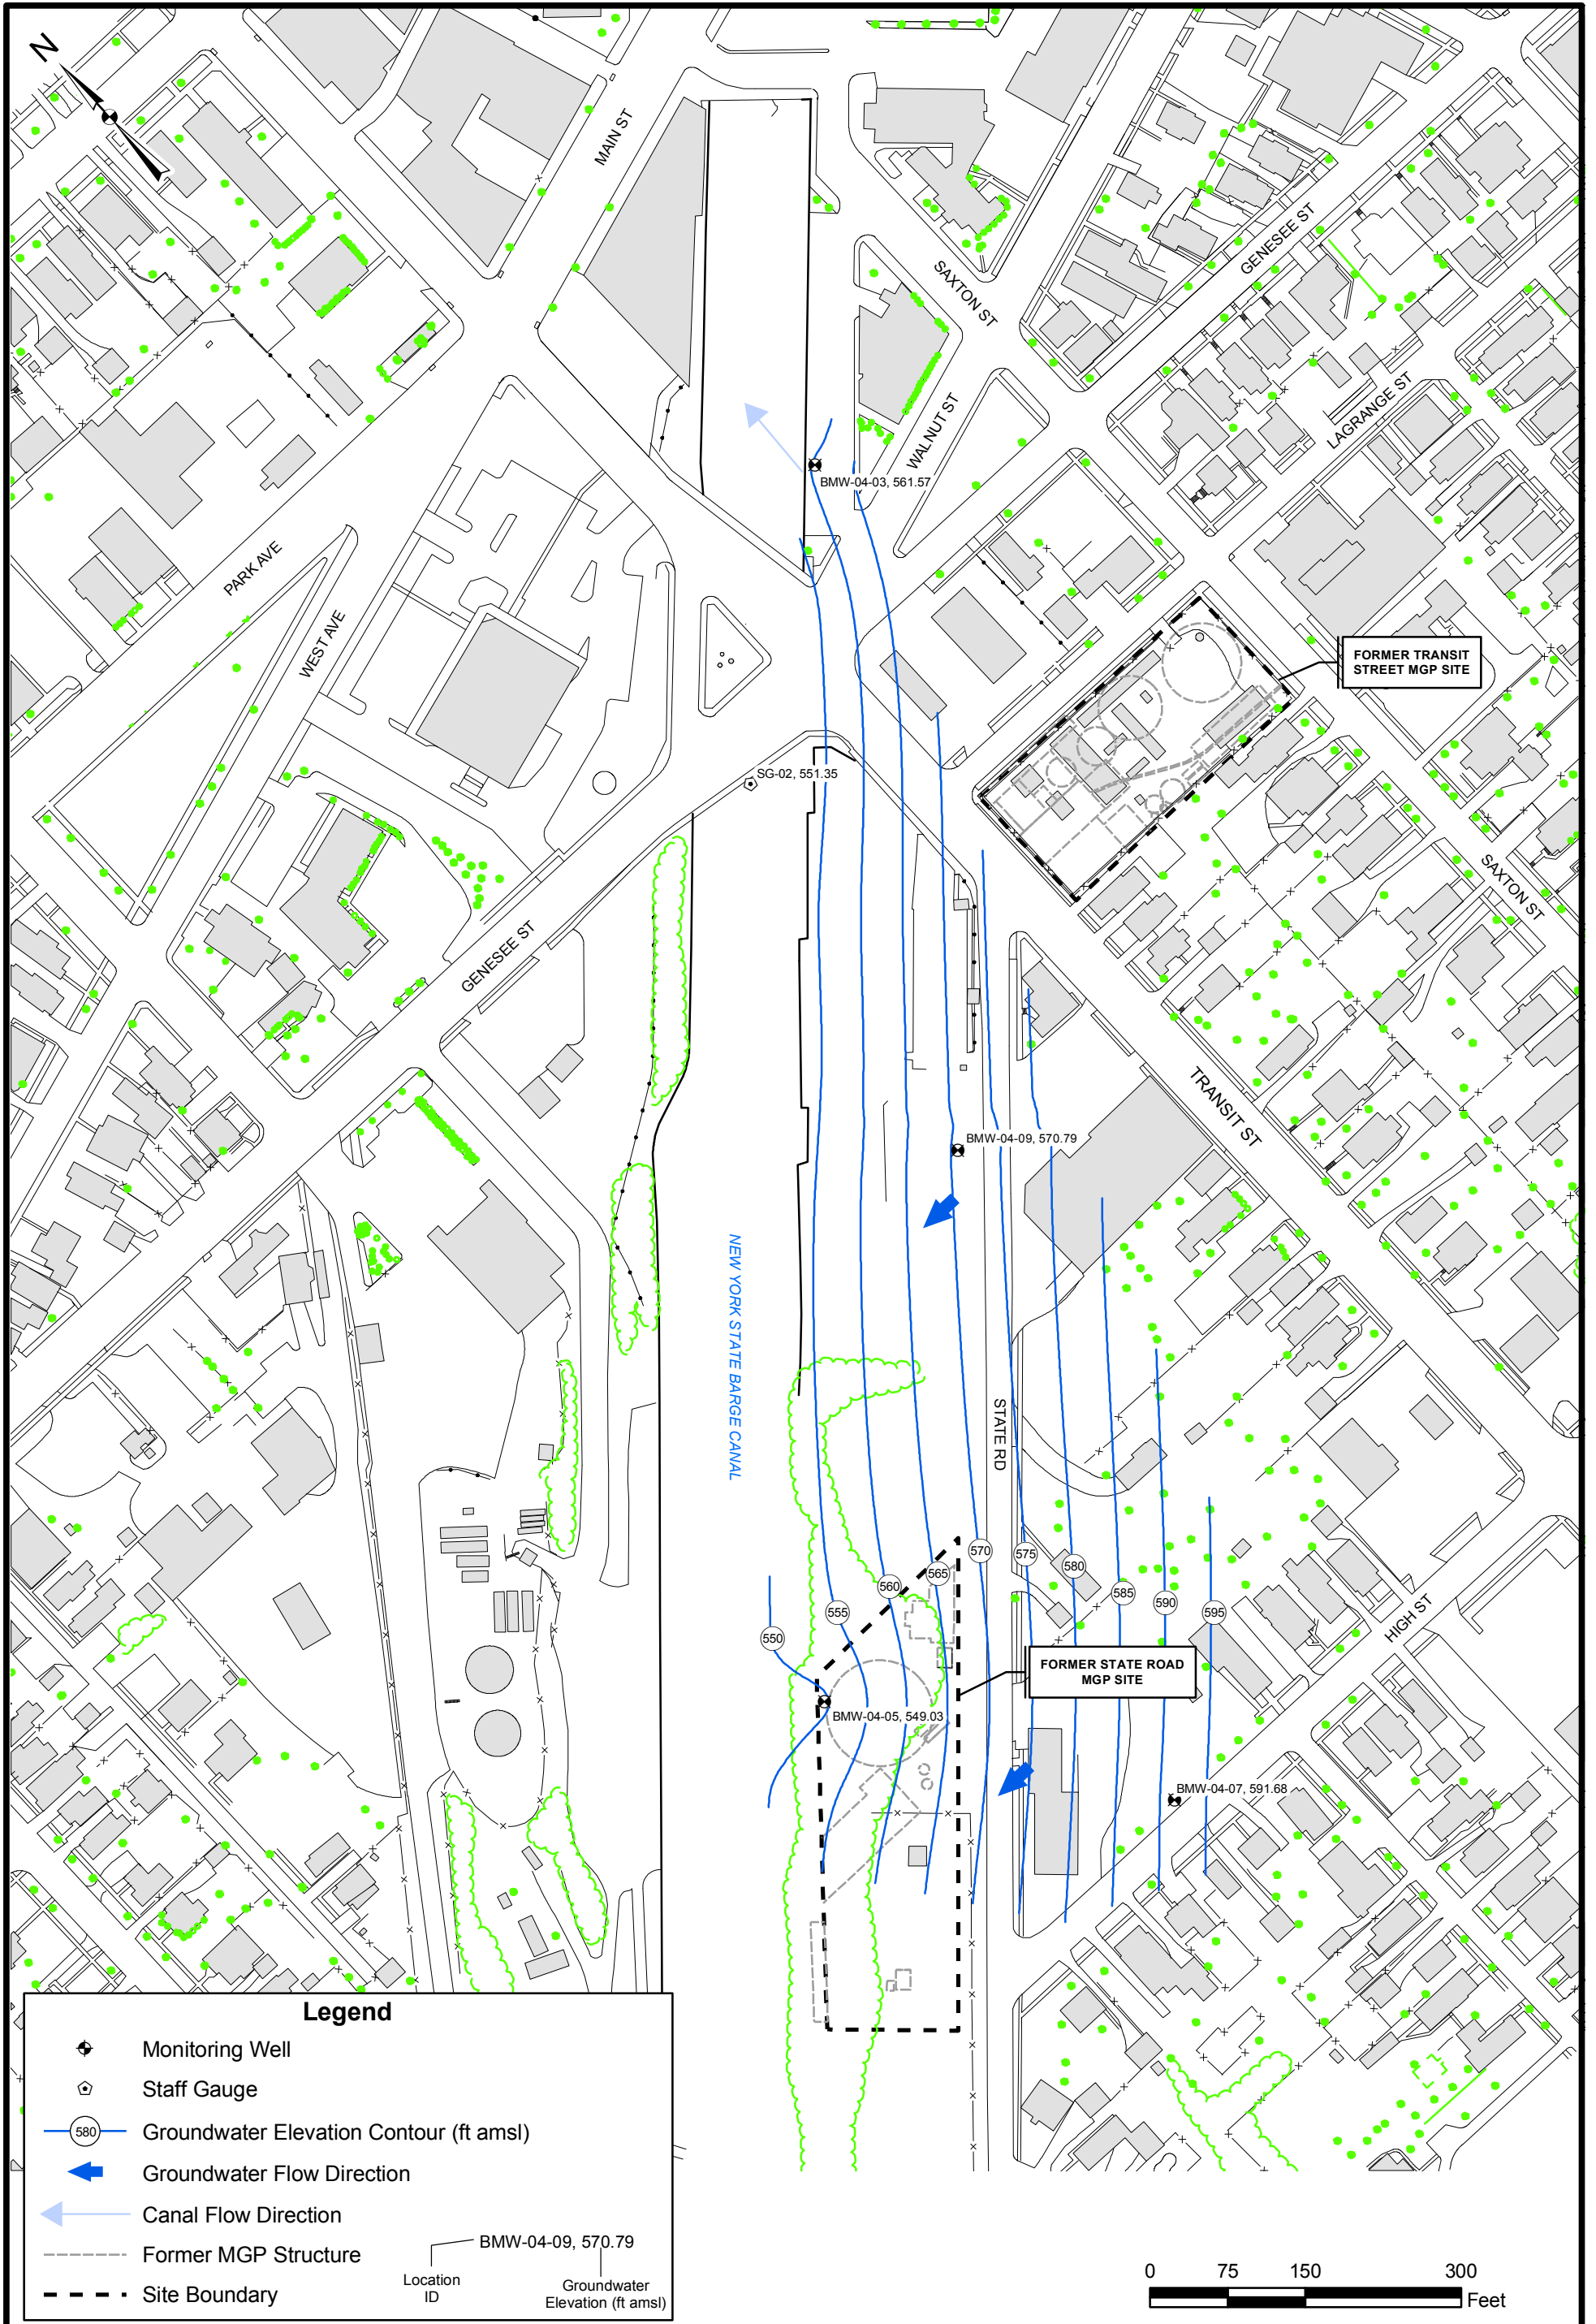 N
MAIN ST
SAXTON ST
GENESEE ST
WALNUT ST
LAGRANGE ST
BMW-04-03, 561.57
PARK AVE
WEST AVE
FORMER TRANSIT
STREET MGP SITE
SG-02, 551.35
SAXTON ST
GENESEE ST
TRANSIT ST
BMW-04-09, 570.79
NEW YORK STATE BARGE CANAL
STATE RD
570
575
580
565
560
585
590
595
555
550
HIGH ST
FORMER STATE ROAD
MGP SITE
BMW-04-05, 549.03
BMW-04-07, 591.68
Legend
Monitoring Well
Staff Gauge
580
Groundwater Elevation Contour (ft amsl)
Groundwater Flow Direction
Canal Flow Direction
Former MGP Structure
Site Boundary
BMW-04-09, 570.79
Location
ID
Groundwater
Elevation (ft amsl)
0 75 150 300
Feet